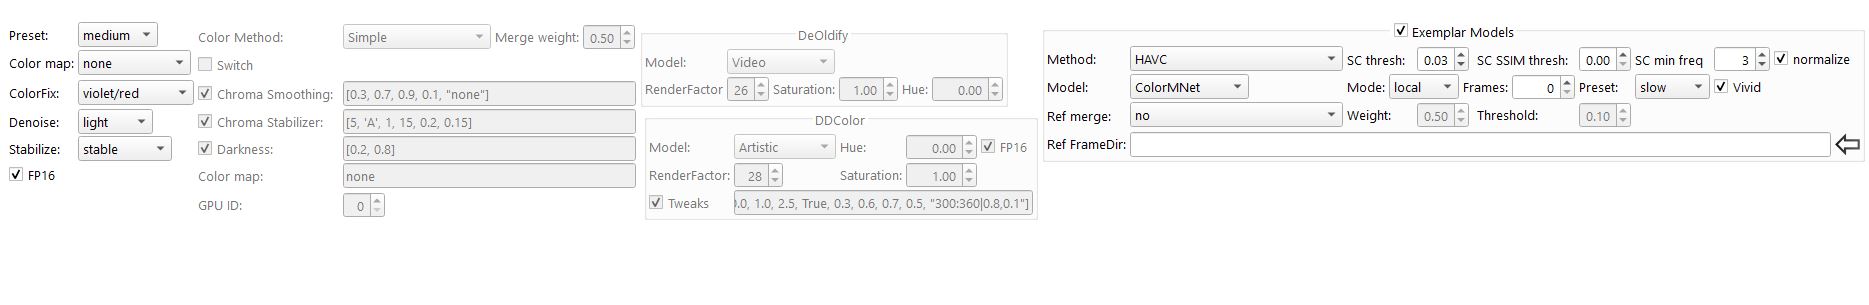 Preset: medium
Color map: none
ColorFix: violet/red
Denoise: light
Stabilize: stable
FP16
Color Method: Simple Merge weight: 0.50
Switch
Chroma Smoothing: [0.3, 0.7, 0.9, 0.1, "none"]
Chroma Stabilizer: [5, 'A', 1, 15, 0.2, 0.15]
Darkness: [0.2, 0.8]
Color map: none
GPU ID: 0
DeOldify
Model: Video
RenderFactor 26 Saturation: 1.00 Hue: 0.00
DDColor
Model: Artistic Hue: 0.00 FP16
RenderFactor: 28 Saturation: 1.00
Tweaks .0, 1.0, 2.5, True, 0.3, 0.6, 0.7, 0.5, "300:360|0.8,0.1"]
Exemplar Models
Method: HAVC SC thresh: 0.03 SC SSIM thresh: 0.00 SC min freq 3 normalize
Model: ColorMNet Mode: local Frames: 0 Preset: slow Vivid
Ref merge: no Weight: 0.50 Threshold: 0.10
Ref FrameDir: